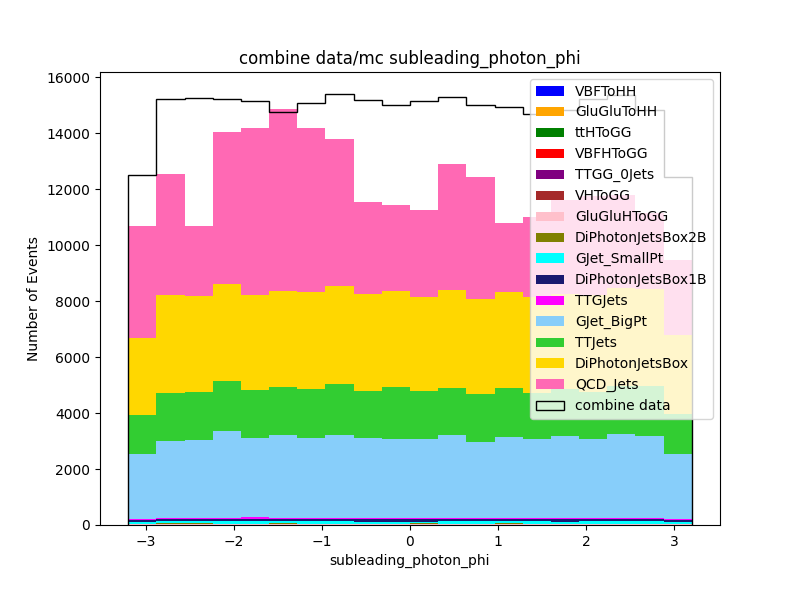 combine data/mc subleading_photon_phi
16000
14000
12000
10000
8000
6000
4000
2000
0
Number of Events
VBFToHH
GluGluToHH
ttHToGG
VBFHToGG
TTGG_0Jets
VHToGG
GluGluHToGG
DiPhotonJetsBox2B
GJet_SmallPt
DiPhotonJetsBox1B
TTGJets
GJet_BigPt
TTJets
DiPhotonJetsBox
QCD_Jets
combine data
−3 −2 −1 0 1 2 3
subleading_photon_phi